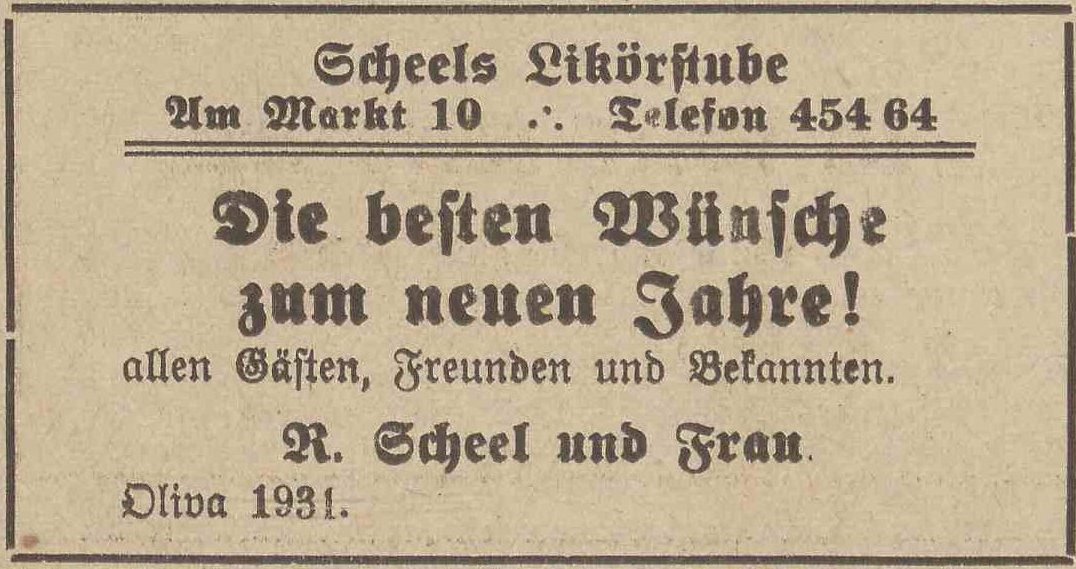 Scheels Likörstube
Am Markt 10 ∴ Telefon 454 64
Die besten Wünsche
zum neuen Jahre!
allen Gästen, Freunden und Bekannten.
R. Scheel und Frau.
Oliva 1931.